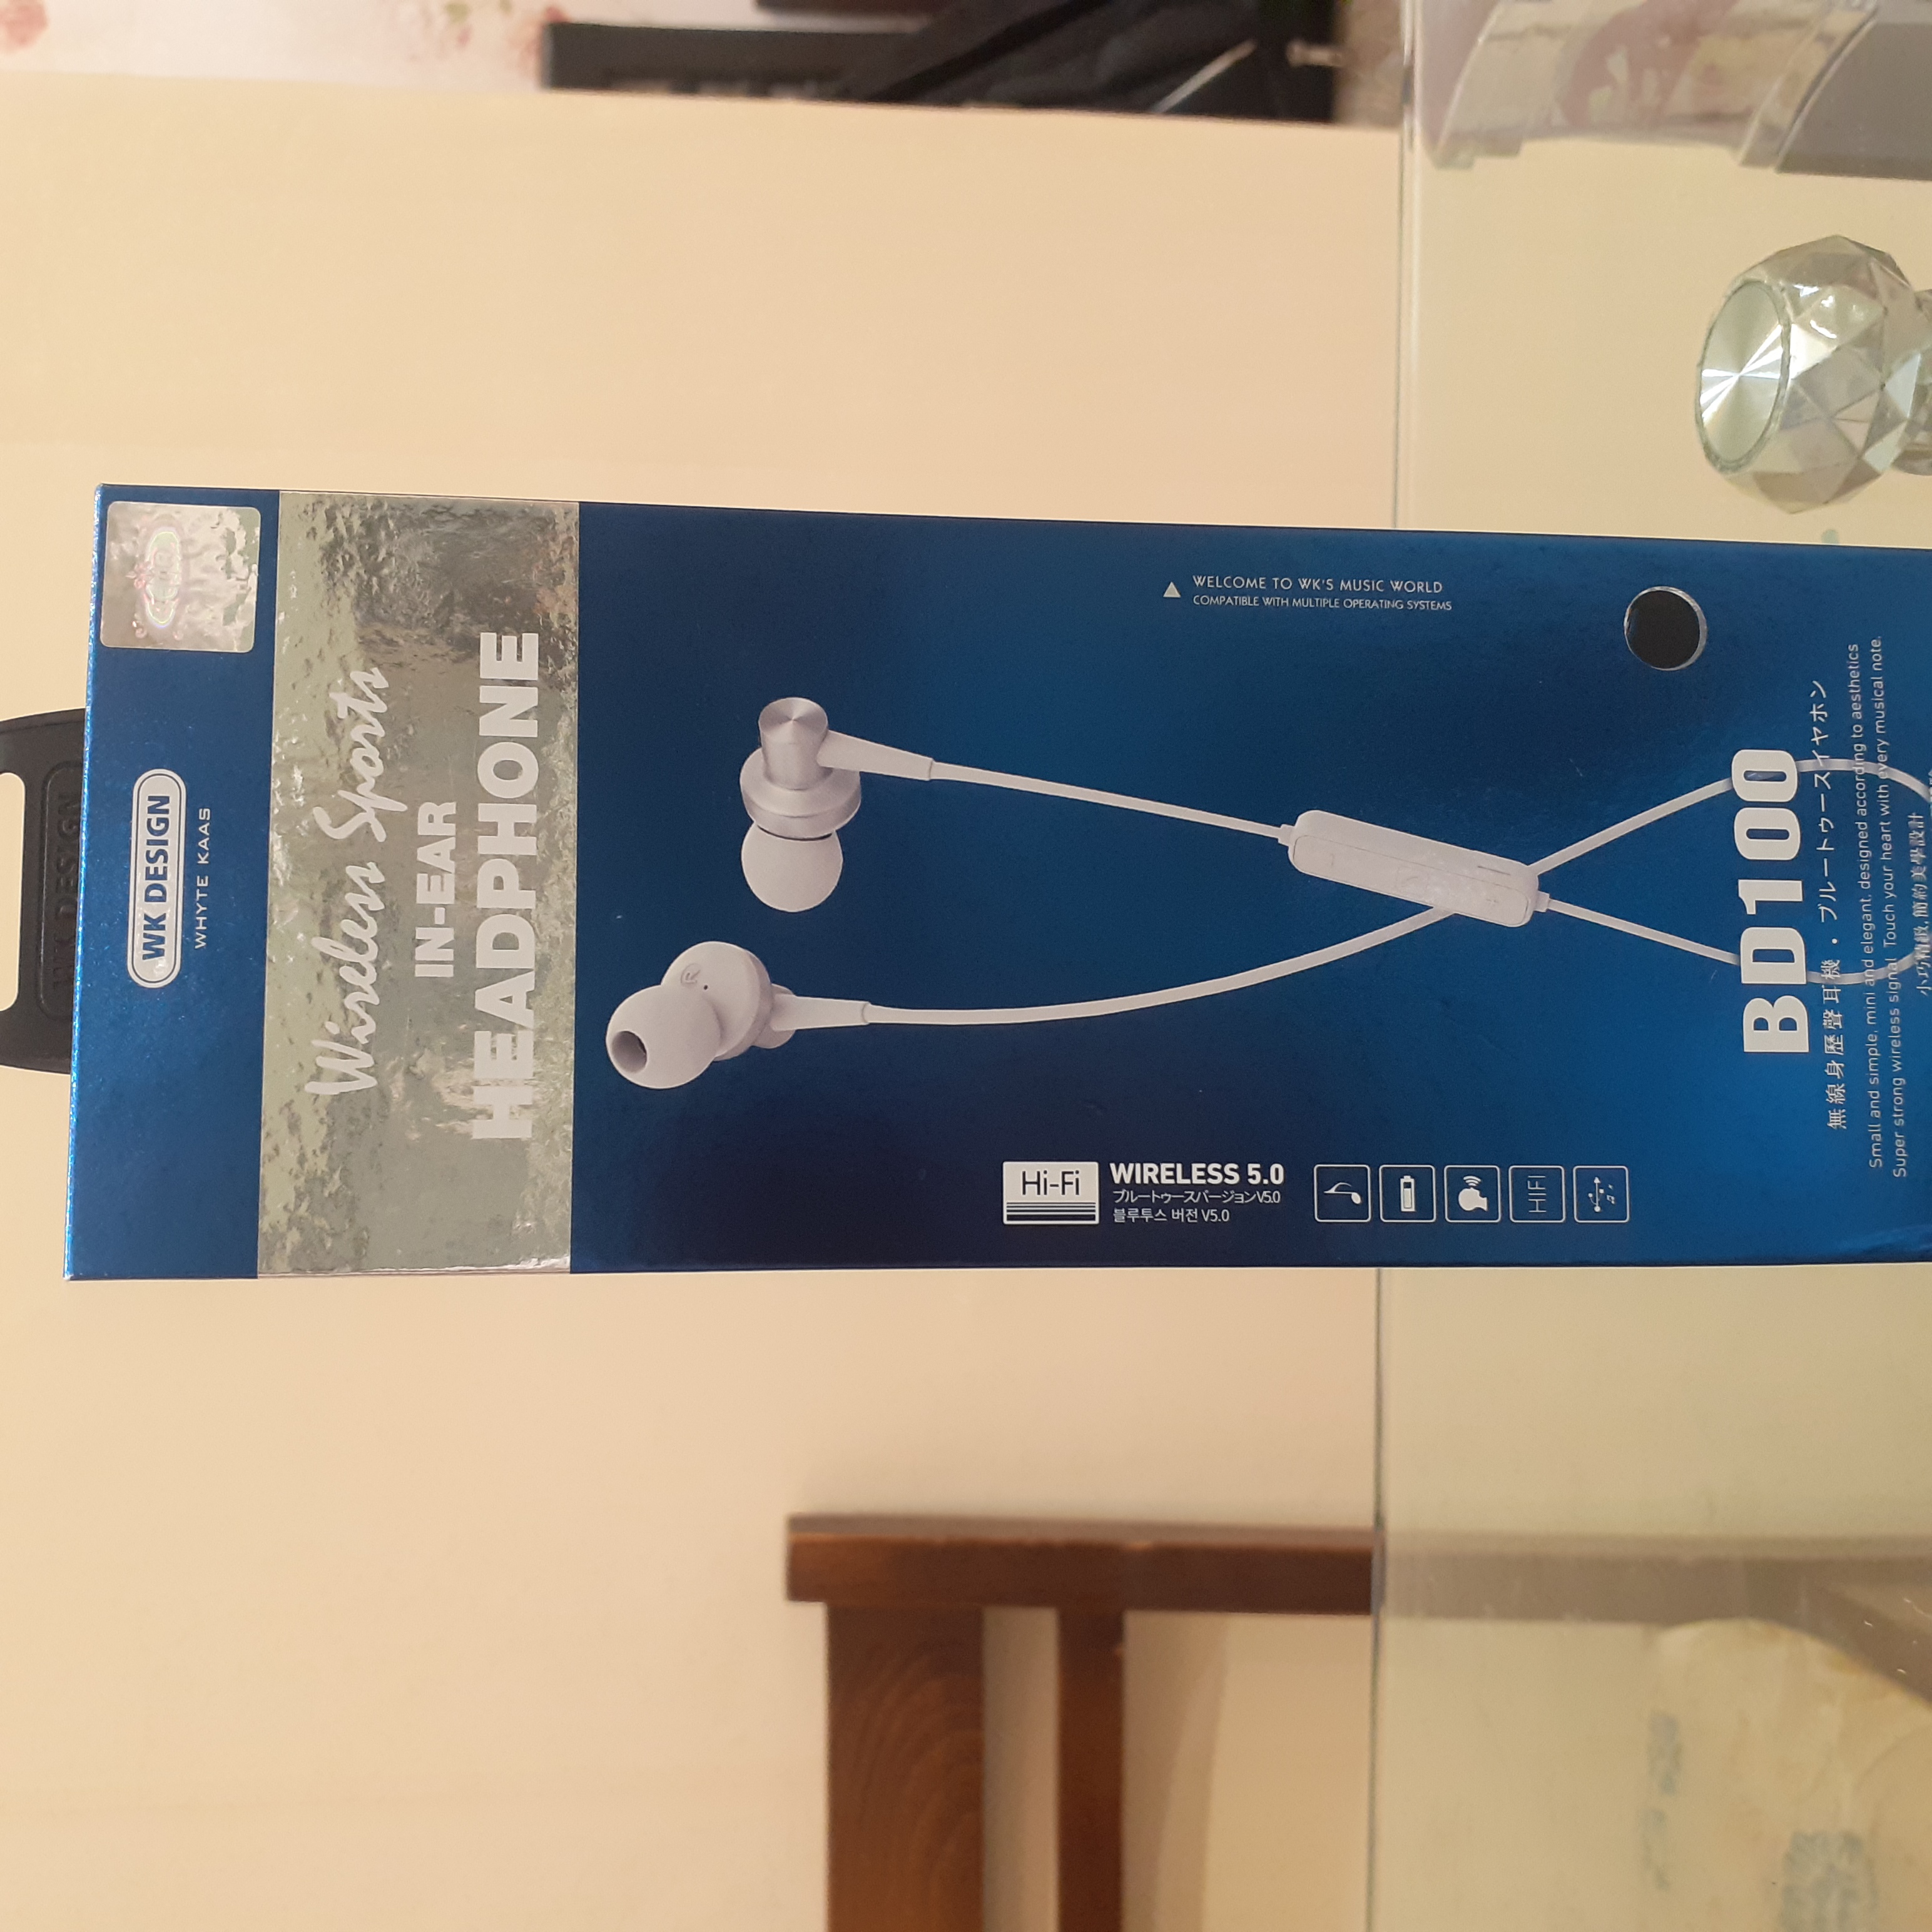 WK DESIGN
WK DESIGN
WHYTE KAAS
Wireless Sports
IN-EAR
HEADPHONE
Hi-Fi
WIRELESS 5.0
ブルートゥースバージョンV5.0
블루투스 버전 V5.0
HIFI
WELCOME TO WK'S MUSIC WORLD
COMPATIBLE WITH MULTIPLE OPERATING SYSTEMS
BD100
無線身歷聲耳機 . ブルートゥースイヤホン
Small and simple, mini and elegant, designed according to aesthetics
Super strong wireless signal Touch your heart with every musical note.
小巧精緻,簡約美學設計